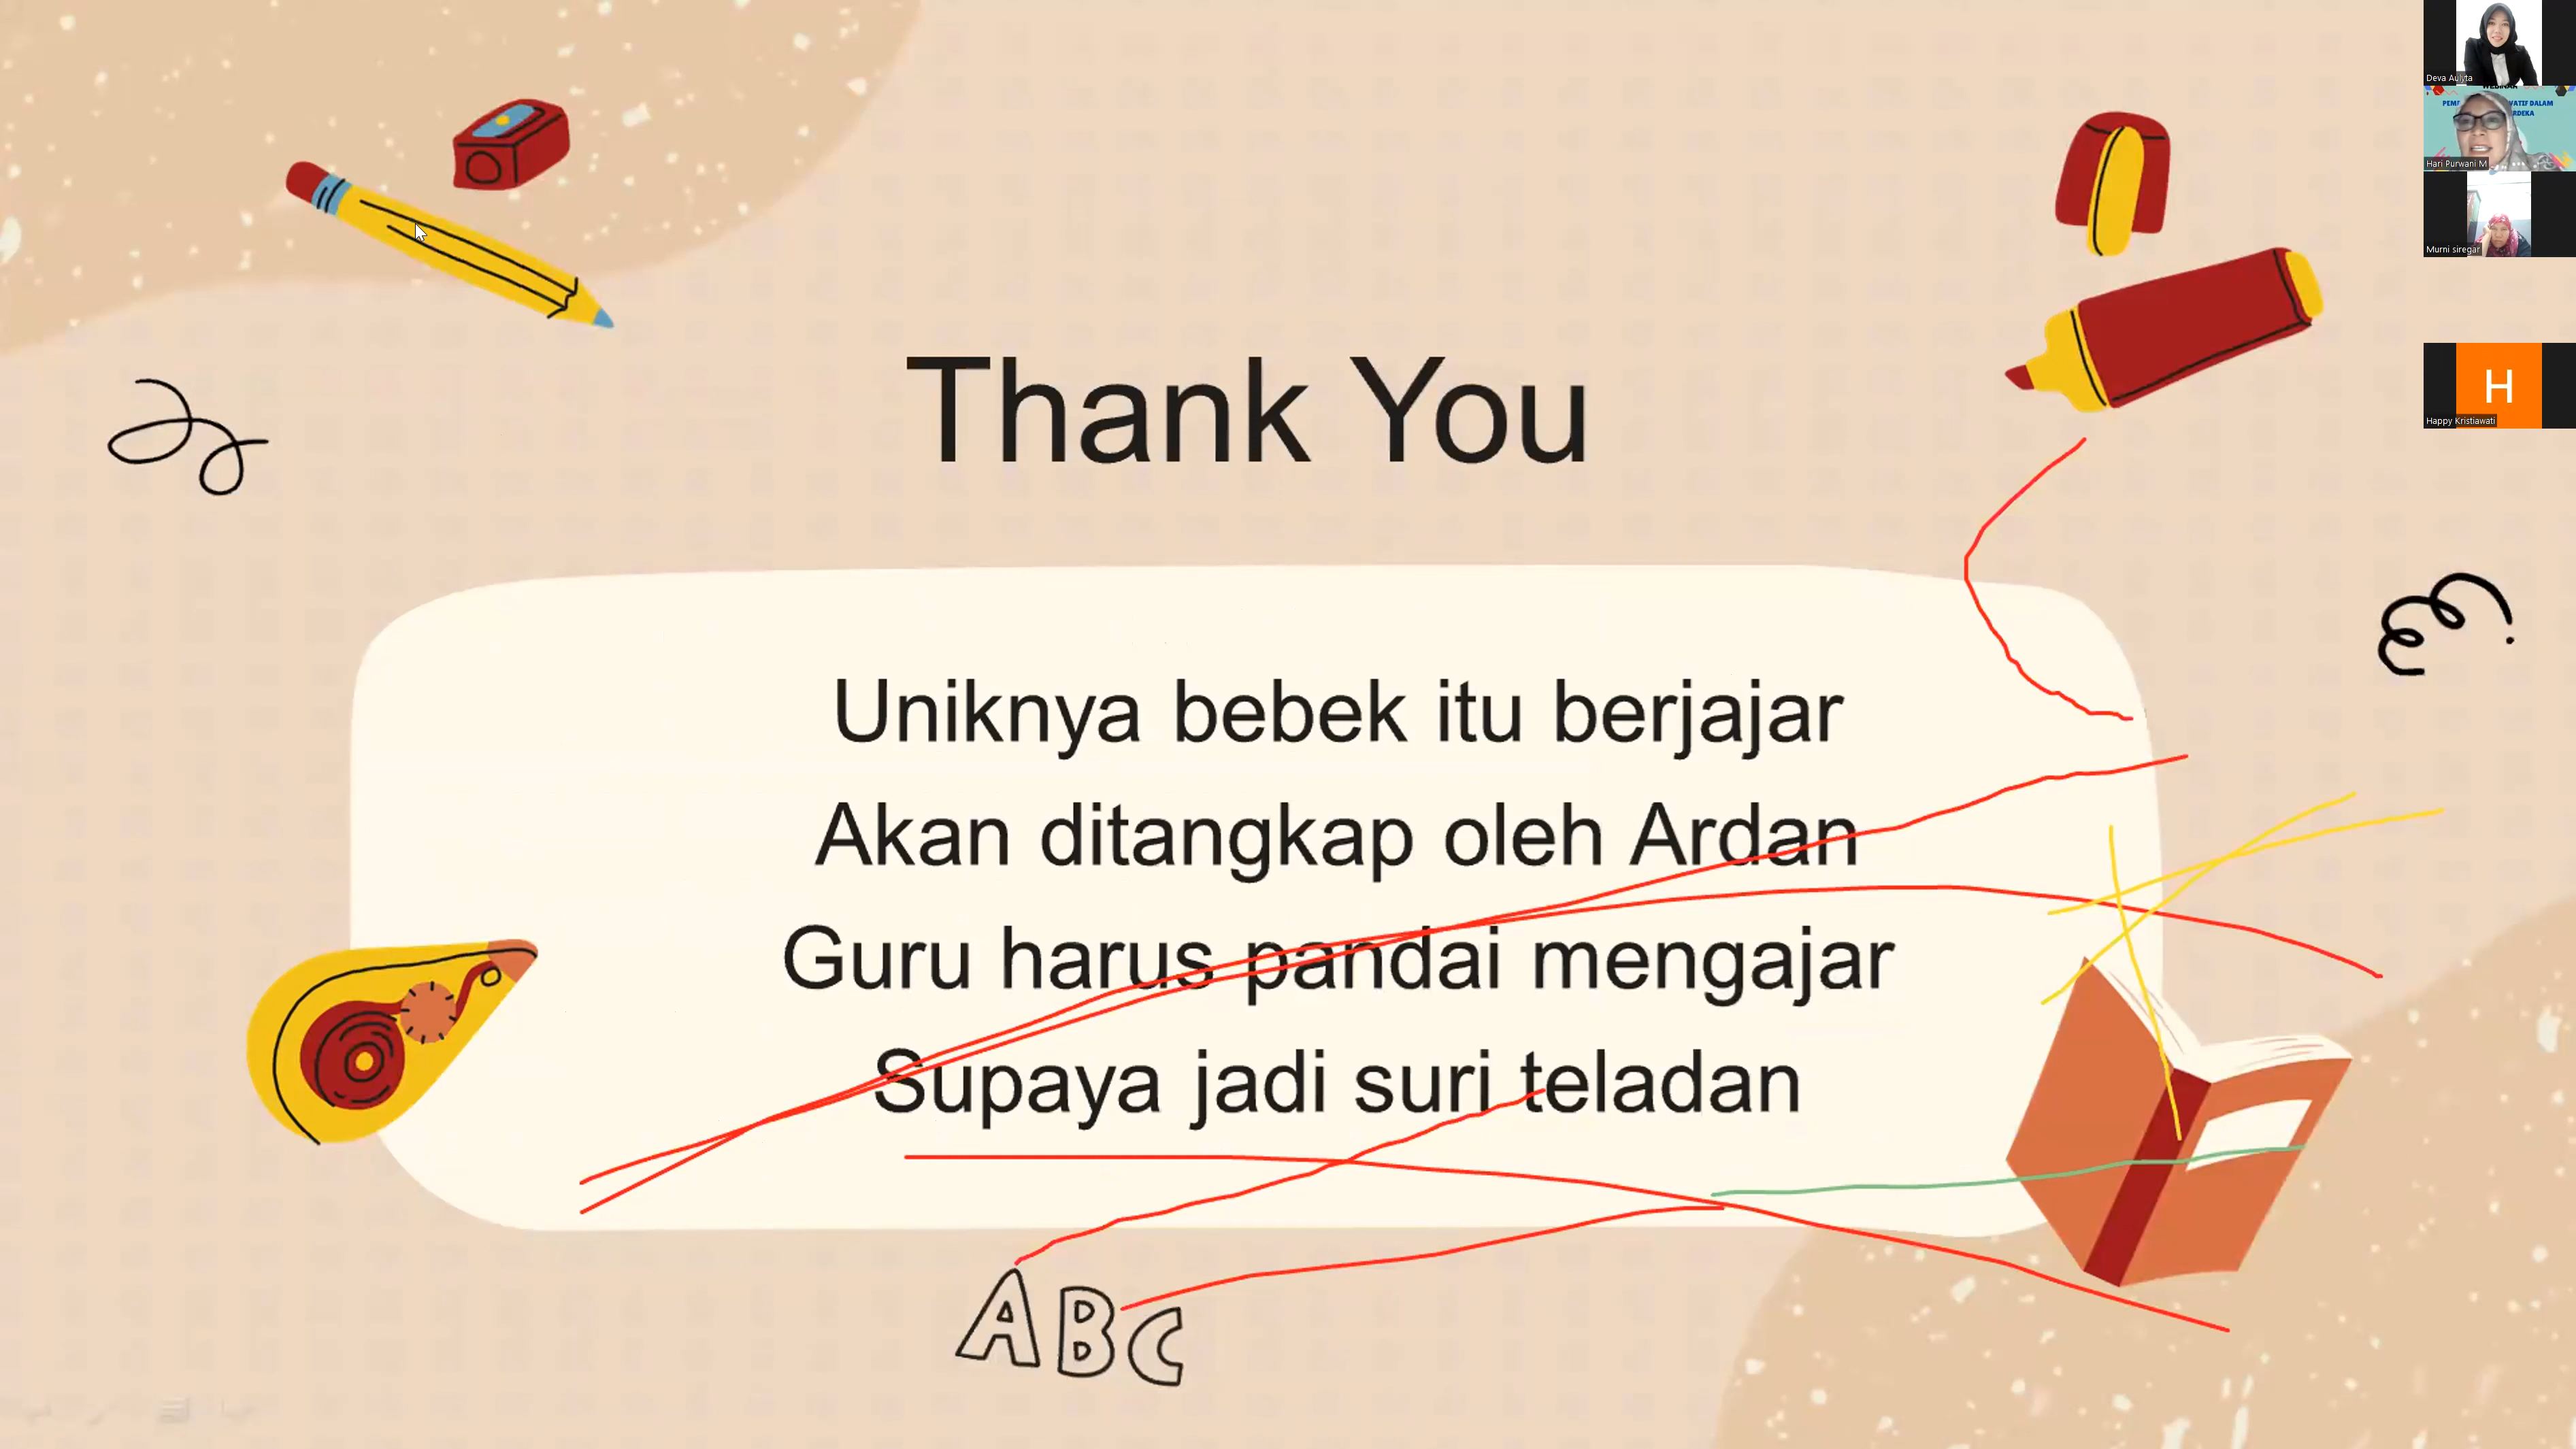 Thank You
Uniknya bebek itu berjajar
Akan ditangkap oleh Ardan
Guru harus pandai mengajar
Supaya jadi suri teladan
ABC
Deva Aulyta
Hari Purwani M
Murni siregar
H
Happy Kristiawati